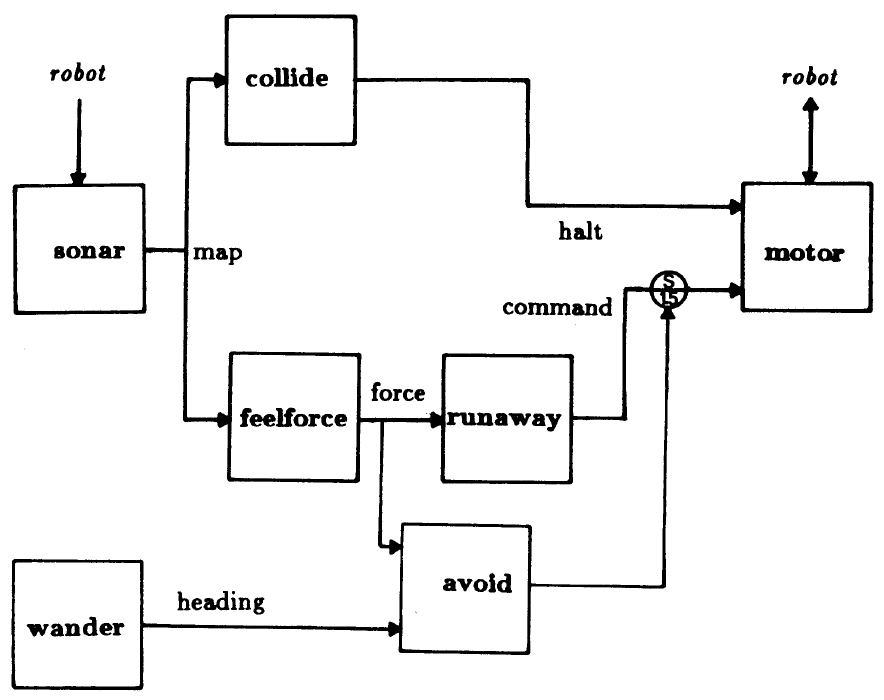 robot
collide
robot
sonar
map
halt
motor
S
15
command
force
feelforce
runaway
avoid
heading
wander